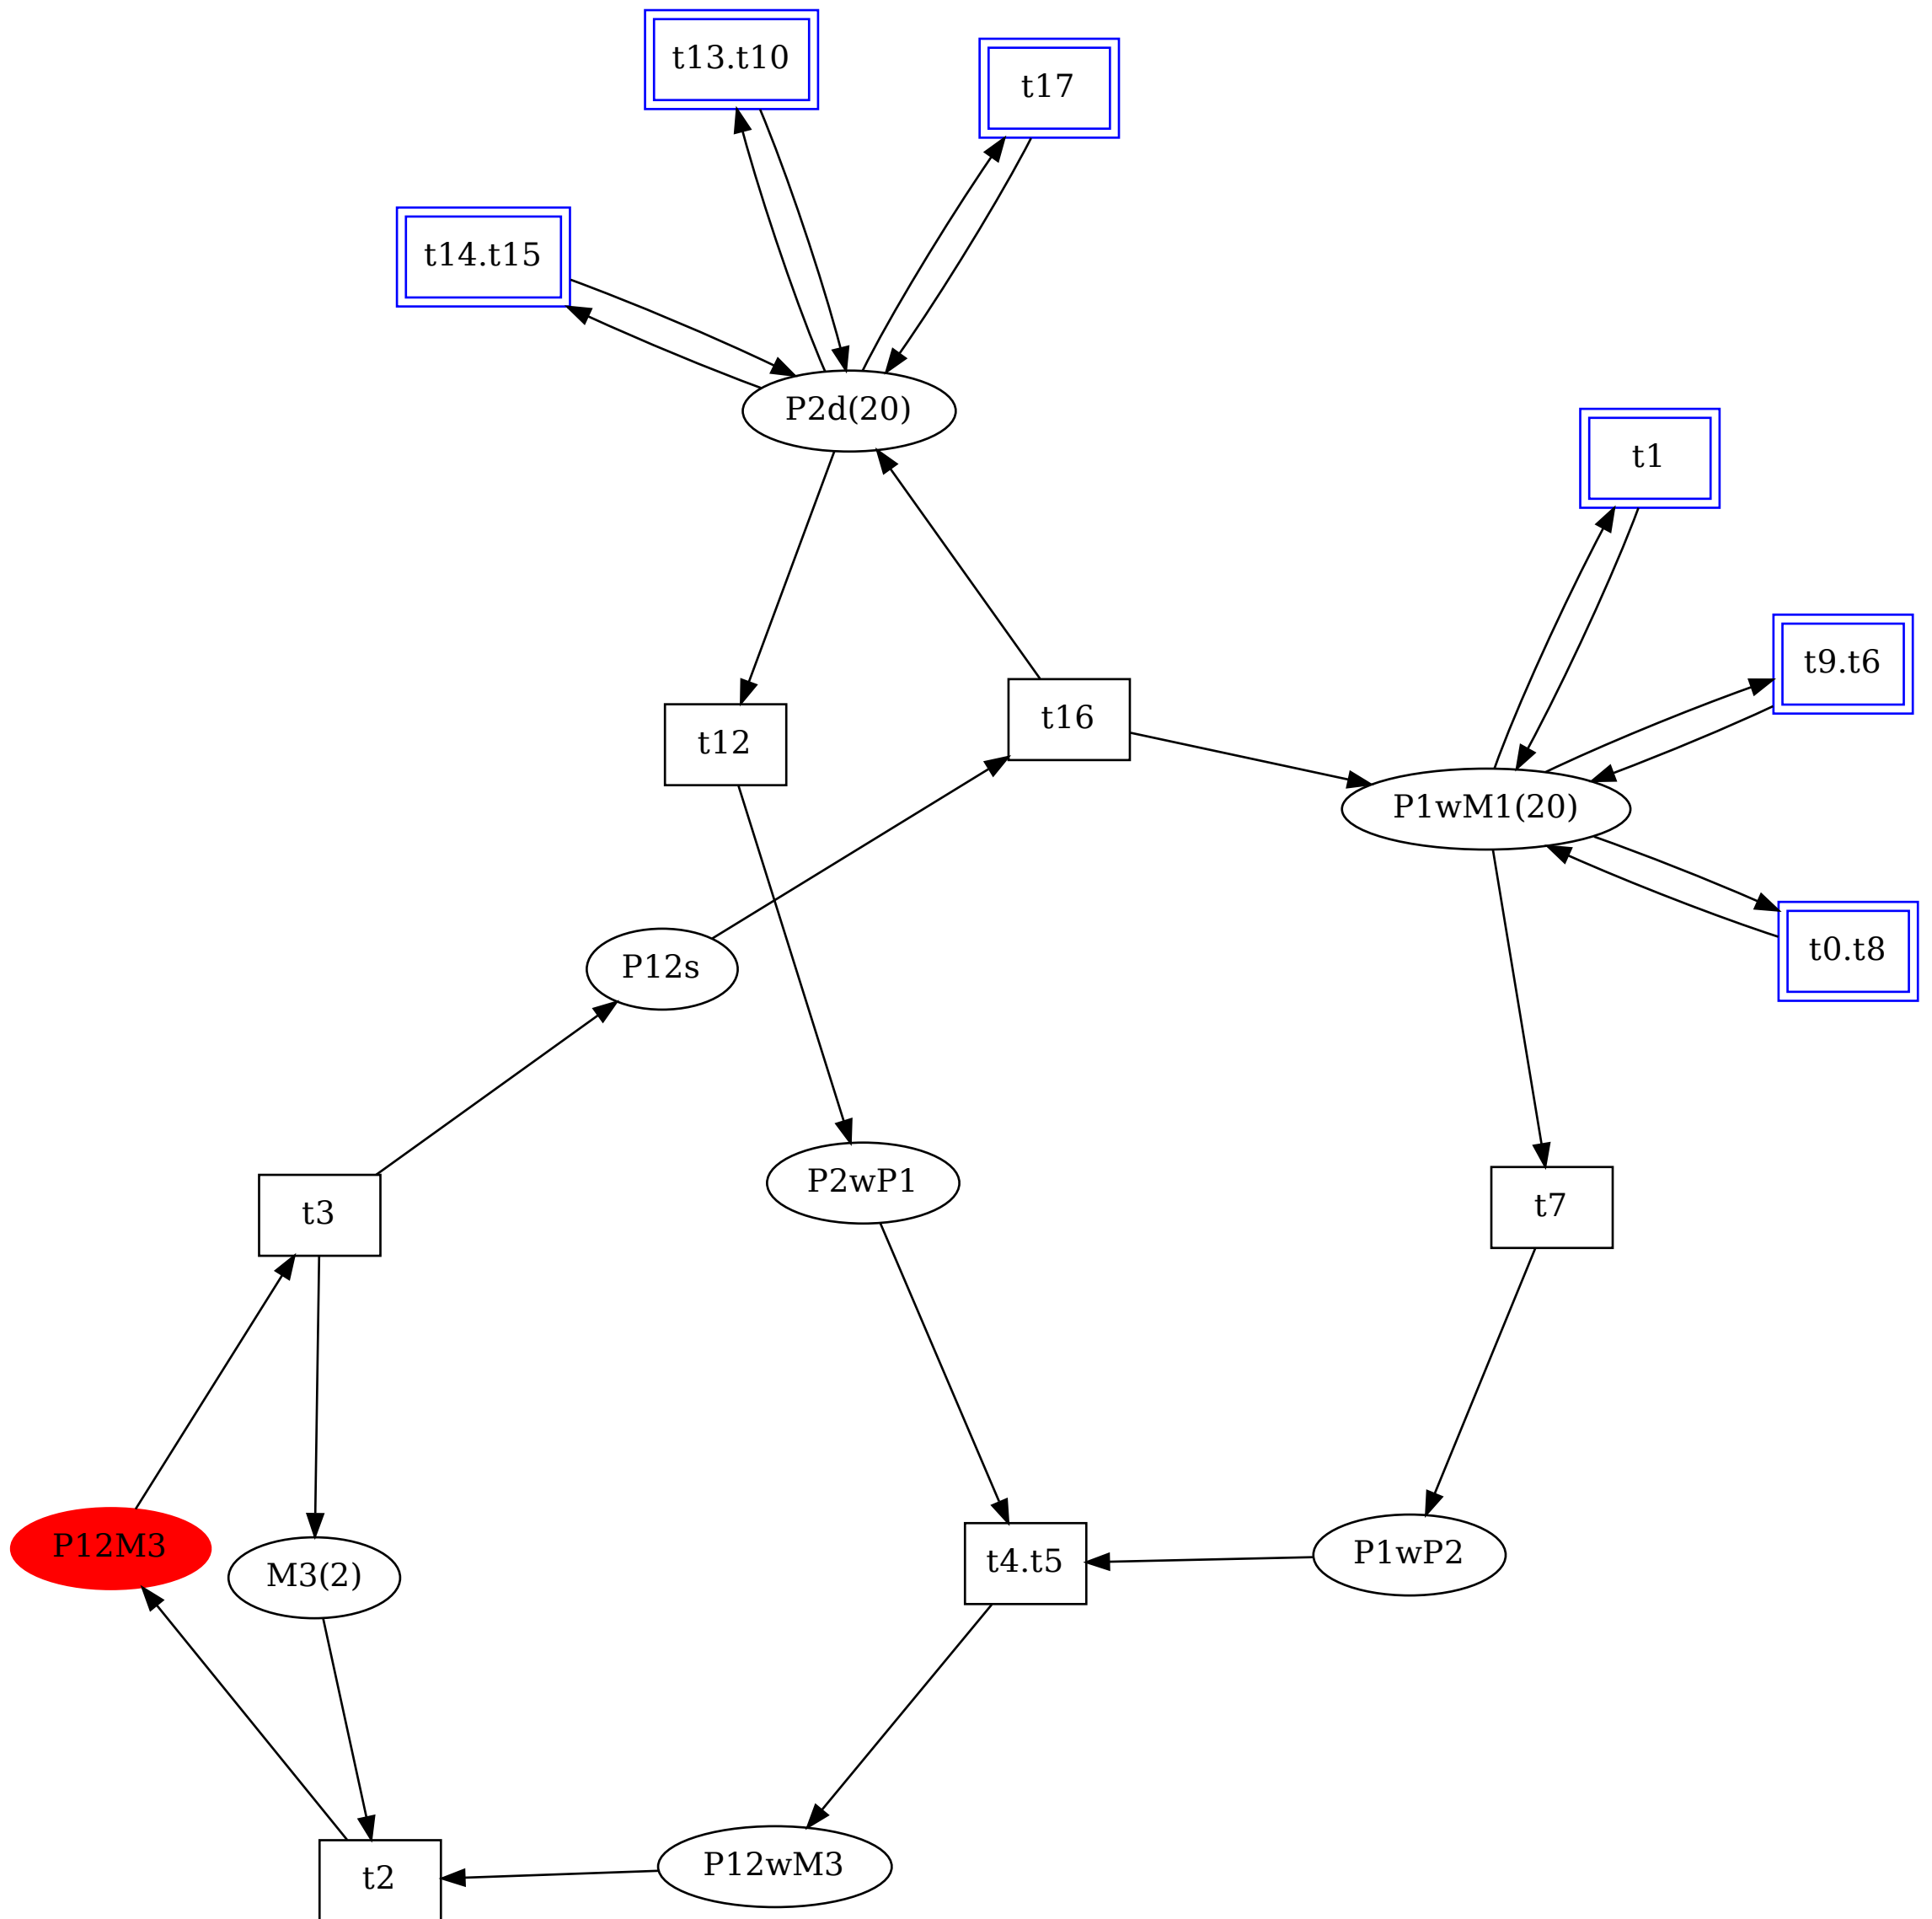 t13.t10
t17
t14.t15
P2d(20)
t1
t9.t6
t16
t12
P1wM1(20)
t0.t8
P12s
P2wP1
t7
t3
P12M3
P1wP2
t4.t5
M3(2)
P12wM3
t2